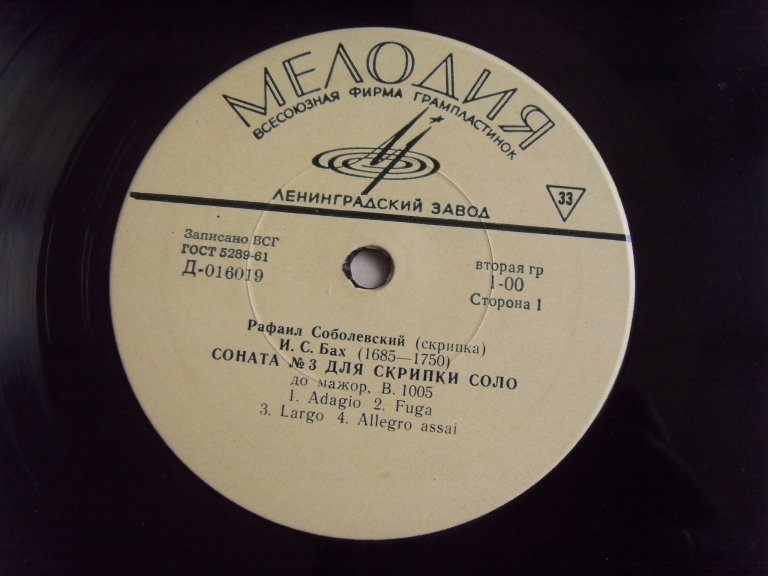 МЕЛОДИЯ
ВСЕСОЮЗНАЯ ФИРМА ГРАМПЛАСТИНОК
ЛЕНИНГРАДСКИЙ ЗАВОД
33
Записано ВСГ
ГОСТ 5289-61
Д-016019
вторая гр
1-00
Сторона 1
Рафаил Соболевский (скрипка)
И. С. Бах (1685—1750)
СОНАТА №3 ДЛЯ СКРИПКИ СОЛО
до мажор, В. 1005
1. Adagio 2. Fuga
3. Largo 4. Allegro assai